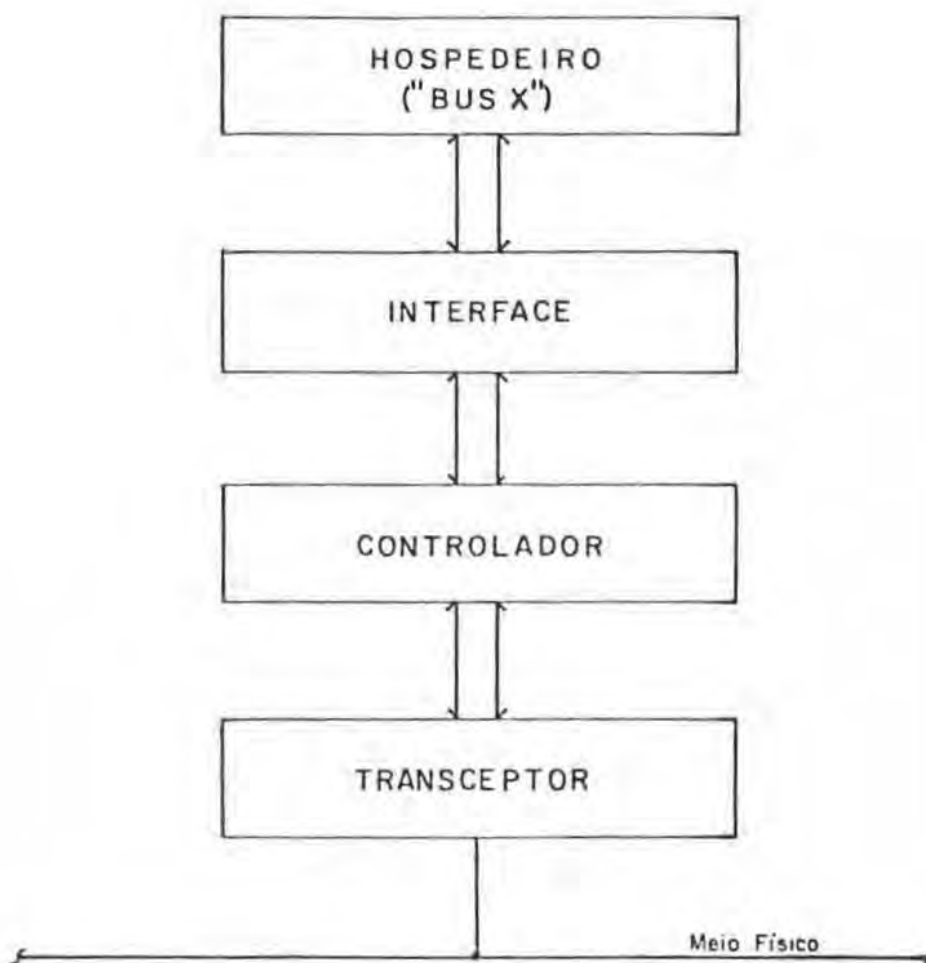 HOSPEDEIRO
("BUS X")
INTERFACE
CONTROLADOR
TRANSCEPTOR
Meio Físico